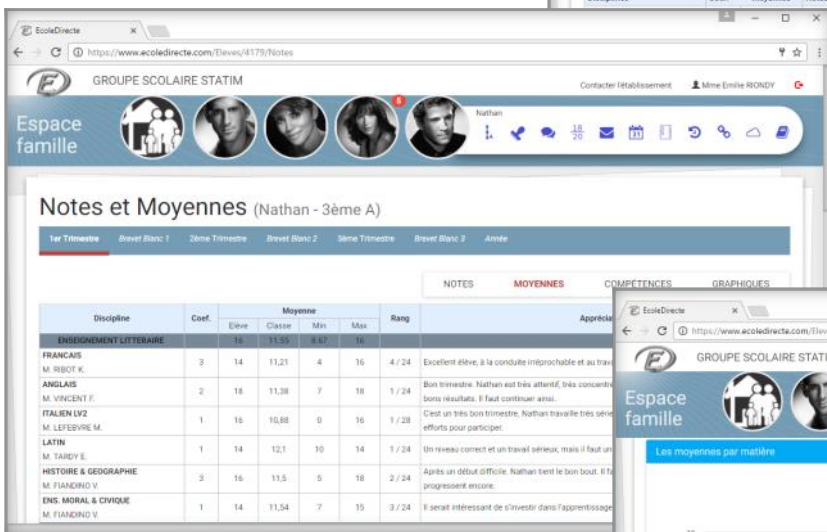 EcoleDirecte
https://www.ecoledirecte.com/Eleves/4179/Notes
GROUPE SCOLAIRE STATIM
Contacter l'établissement Mme Emilie RIONDY
Espace
famille
5
Nathan
18
20
31
Notes et Moyennes (Nathan - 3ème A)
1er Trimestre Brevet Blanc 1 2ème Trimestre Brevet Blanc 2 3ème Trimestre Brevet Blanc 3 Année
NOTES MOYENNES COMPÉTENCES GRAPHIQUES
Discipline Coef. Moyenne Rang
Elève Classe Min Max
ENSEIGNEMENT LITTERAIRE 16 11.55 8.67 16
FRANCAIS
M. RIBOT K. 3 14 11,21 4 16 4 / 24 Excellent élève, à la conduite irréprochable et au
ANGLAIS
M. VINCENT F. 2 18 11,38 7 18 1 / 24 Bon trimestre. Nathan est très attentif, très
bons résultats. Il faut continuer ainsi.
ITALIEN LV2
M. LEFEBVRE M. 1 16 10,88 0 16 1 / 28 C'est un très bon trimestre, Nathan travaille très
efforts pour participer.
LATIN
M. TARDY E. 1 14 12,1 10 14 1 / 24 Un niveau correct et un travail sérieux, mais il faut
HISTOIRE & GEOGRAPHIE
M. FIANDINO V. 3 16 11,5 5 18 2 / 24 Après un début difficile. Nathan tient le bon bout. Il
progressent encore.
ENS. MORAL & CIVIQUE
M. FIANDINO V. 1 14 11,54 7 15 3 / 24 Il serait intéressant de s'investir dans l'apprentissage
EcoleDirecte
https://www.ecoledirecte.com/
GROUPE SCOLAIRE
Espace
famille
Les moyennes par matière